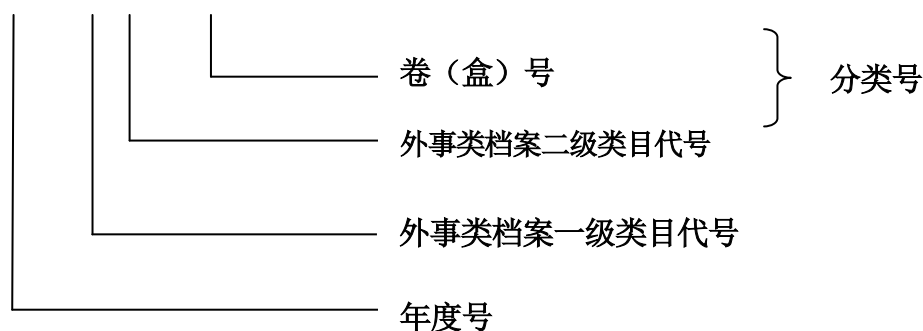 卷（盒）号
分类号
外事类档案二级类目代号
外事类档案一级类目代号
年度号